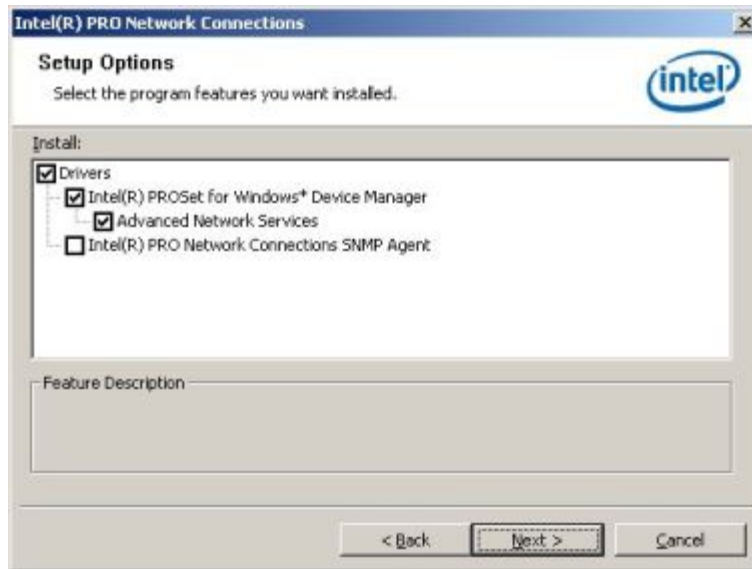 Intel(R) PRO Network Connections
Setup Options
Select the program features you want installed.
intel
Install:
Drivers
Intel(R) PROSet for Windows* Device Manager
Advanced Network Services
Intel(R) PRO Network Connections SNMP Agent
Feature Description
< Back
Next >
Cancel